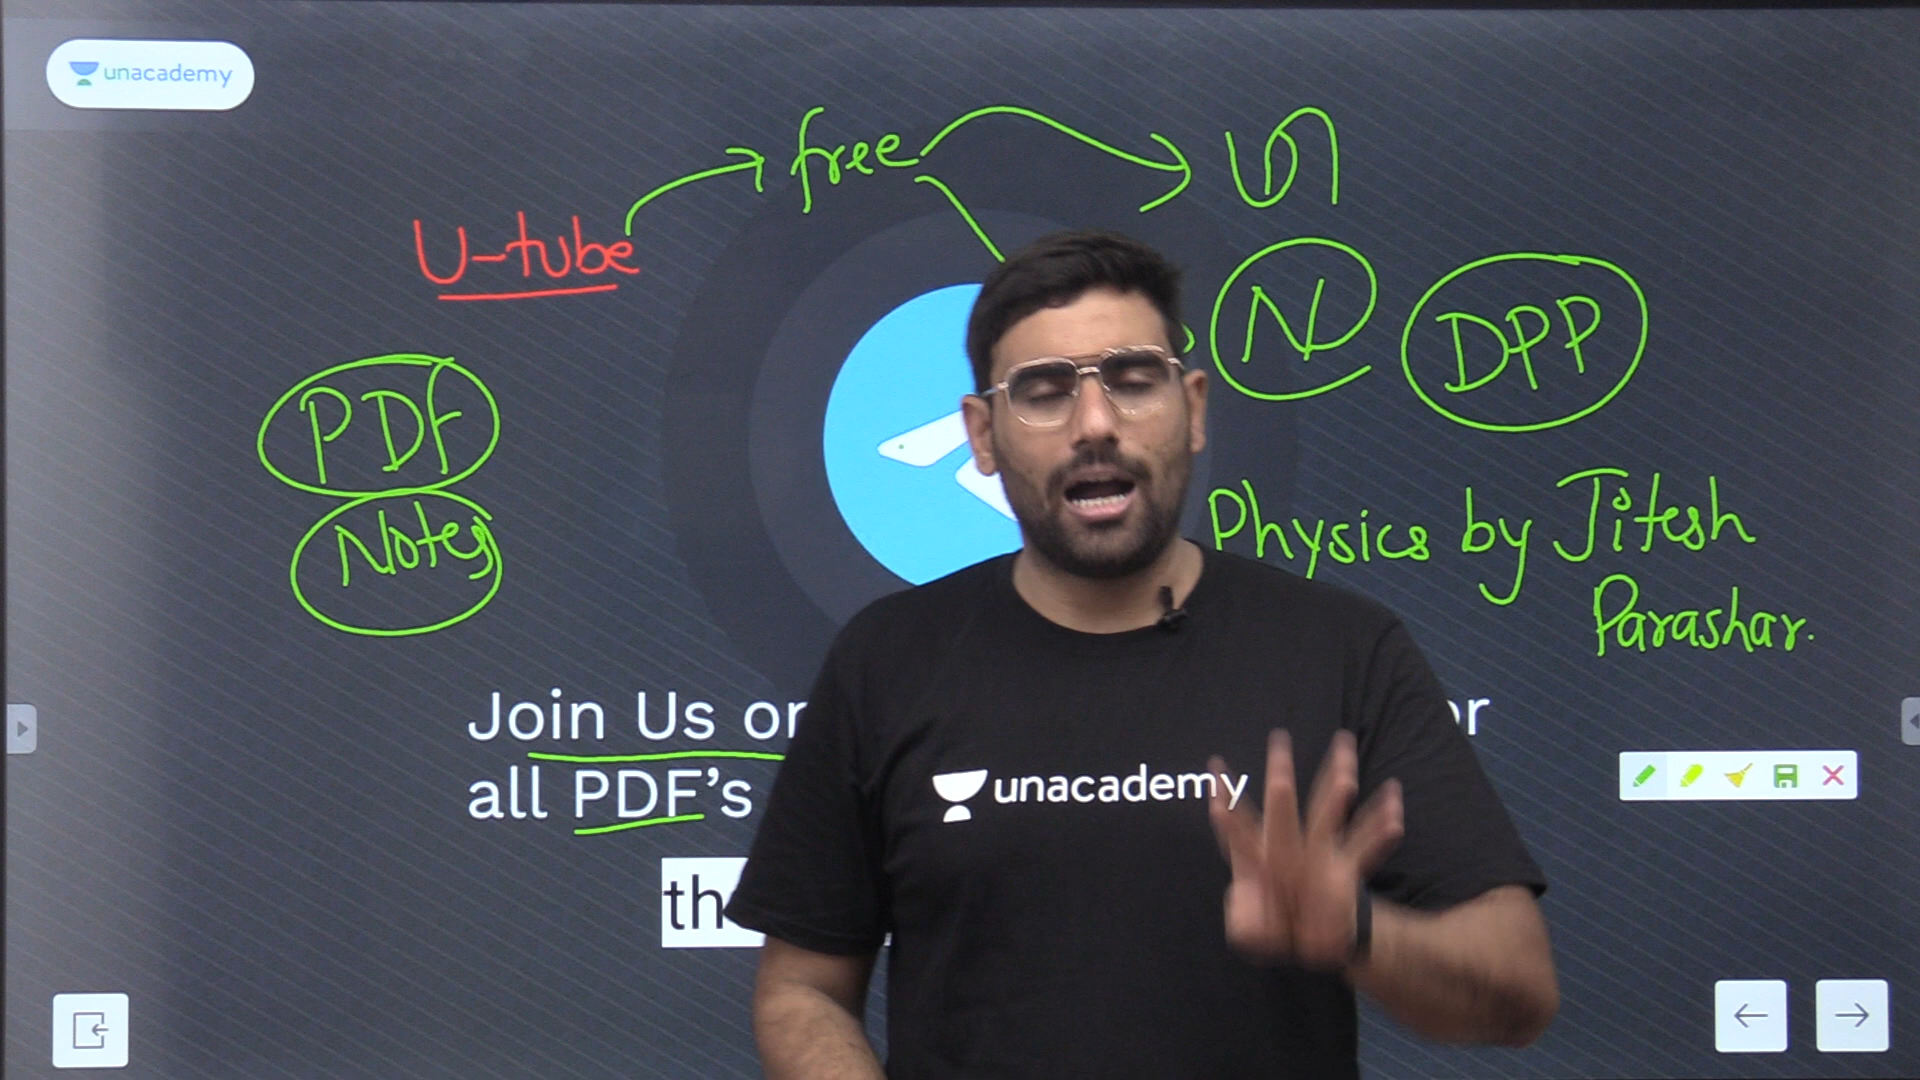 unacademy
free
U-tube
N
DPP
PDF
Notes
Physics by Jitesh
Parashar.
Join Us or
all PDF's
unacademy